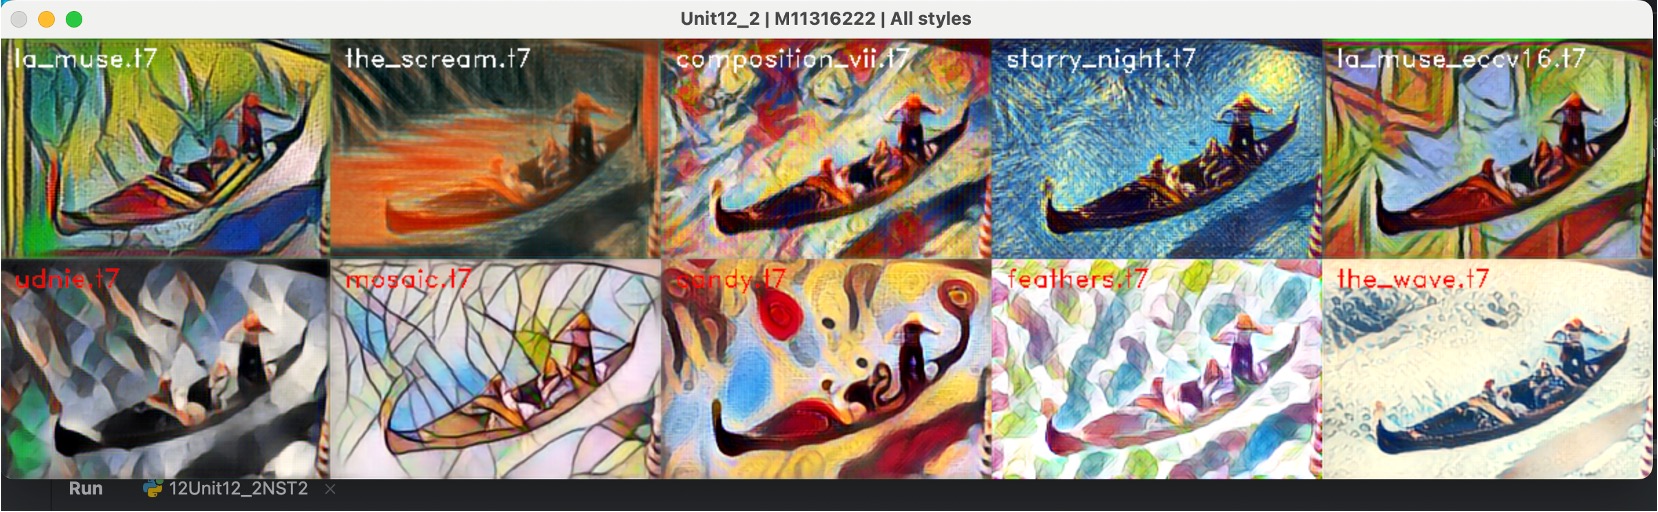 Unit12_2 | M11316222 | All styles
la_muse.t7
the_scream.t7
composition_vii.t7
starry_night.t7
la_muse_eccv16.t7
udnie.t7
mosaic.t7
candy.t7
feathers.t7
the_wave.t7
Run 12Unit12_2NST2 ×